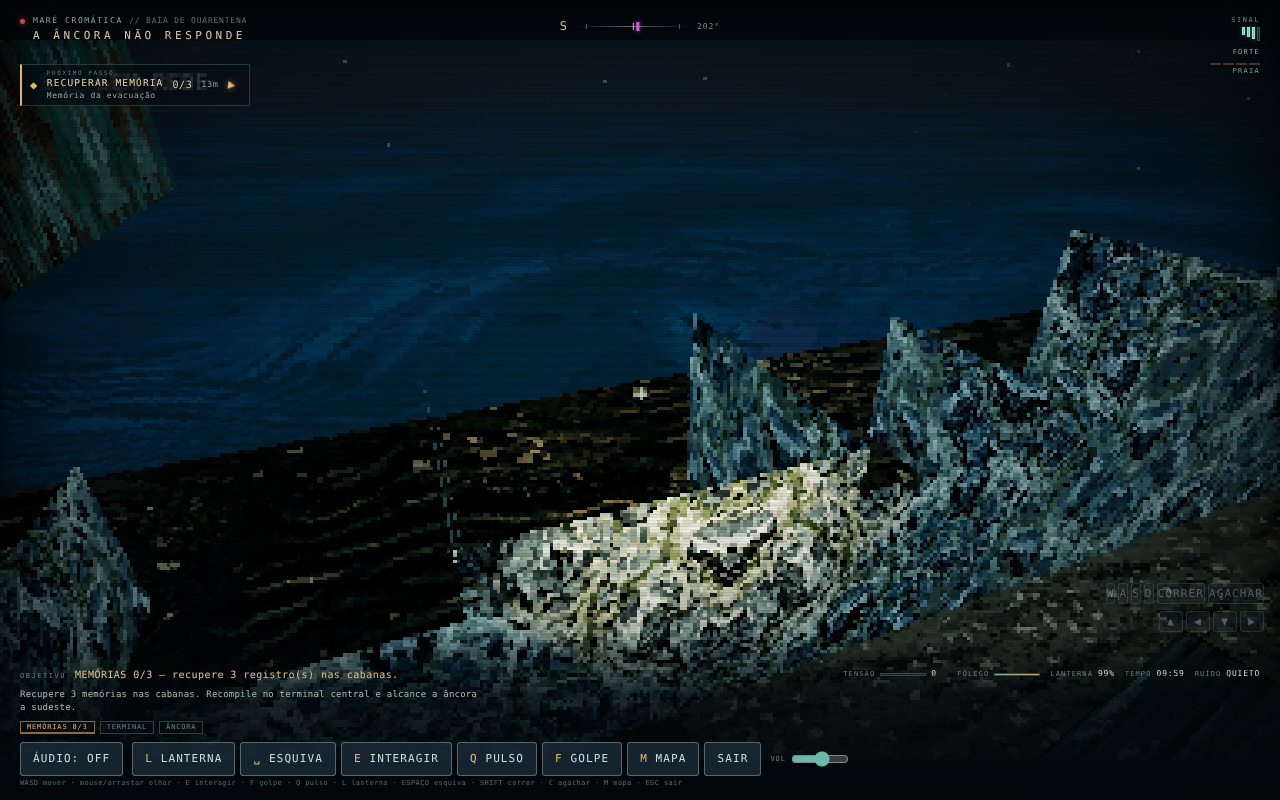 MARÉ CROMÁTICA // BAÍA DE QUARENTENA
A ÂNCORA NÃO RESPONDE
S 202°
SINAL
FORTE
PRAIA
PRÓXIMO PASSO
RECUPERAR MEMÓRIA 0/3 13m
Memória da evacuação
W A S D CORRER AGACHAR
OBJETIVO MEMÓRIAS 0/3 — recupere 3 registro(s) nas cabanas.
TENSÃO 0 FÔLEGO LANTERNA 99% TEMPO 09:59 RUÍDO QUIETO
Recupere 3 memórias nas cabanas. Recompile no terminal central e alcance a âncora
a sudeste.
MEMÓRIAS 0/3 TERMINAL ÂNCORA
ÁUDIO: OFF L LANTERNA ␣ ESQUIVA E INTERAGIR Q PULSO F GOLPE M MAPA SAIR VOL
WASD mover · mouse/arrastar olhar · E interagir · F golpe · Q pulso · L lanterna · ESPAÇO esquiva · SHIFT correr · C agachar · M mapa · ESC sair